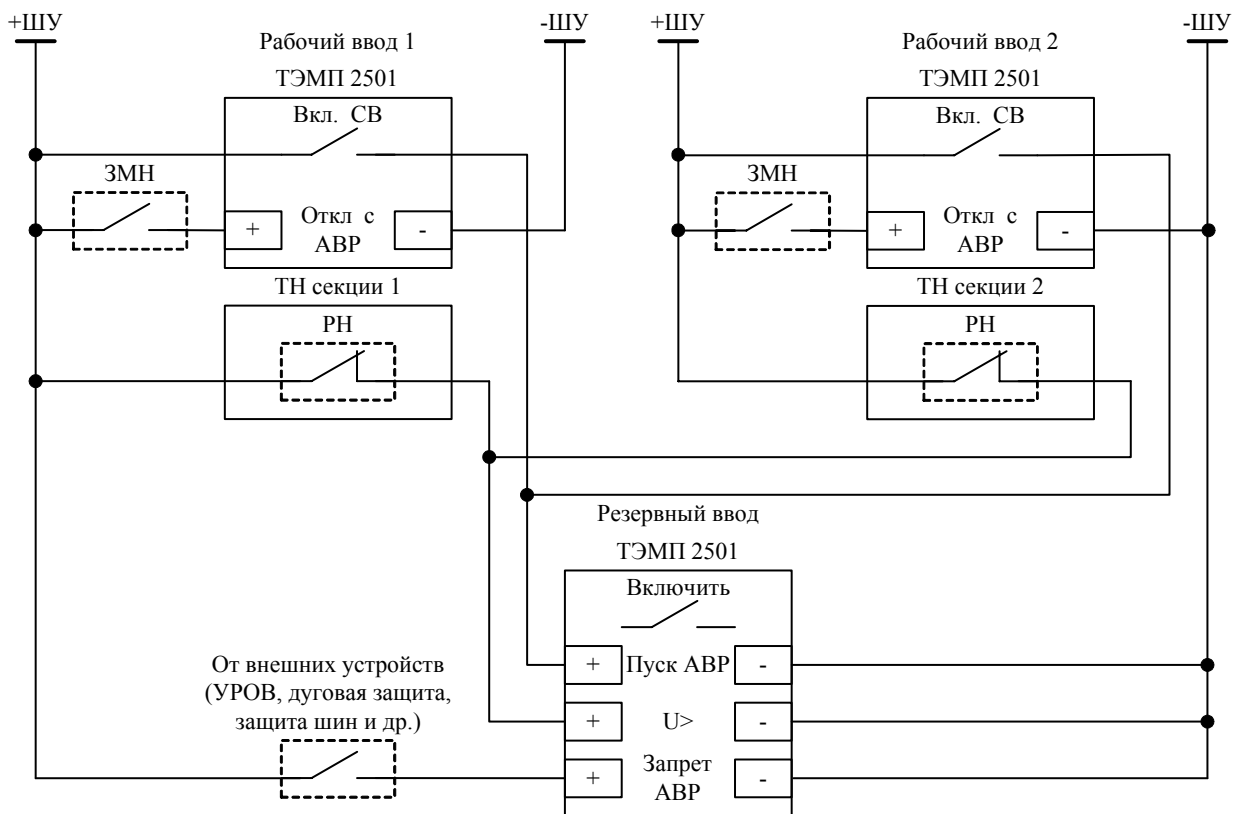 +ШУ
-ШУ
+ШУ
-ШУ
Рабочий ввод 1
Рабочий ввод 2
ТЭМП 2501
ТЭМП 2501
Вкл. СВ
Вкл. СВ
ЗМН
ЗМН
+
Откл с
АВР
-
+
Откл с
АВР
-
ТН секции 1
ТН секции 2
РН
РН
Резервный ввод
ТЭМП 2501
Включить
От внешних устройств
(УРОВ, дуговая защита,
защита шин и др.)
+
Пуск АВР
-
+
U>
-
+
Запрет
АВР
-